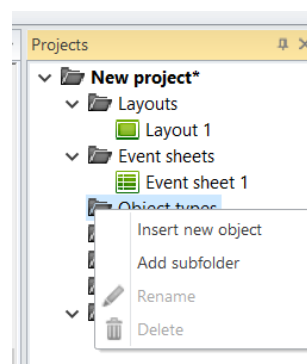 Projects
New project*
Layouts
Layout 1
Event sheets
Event sheet 1
Object types
Insert new object
Add subfolder
Rename
Delete